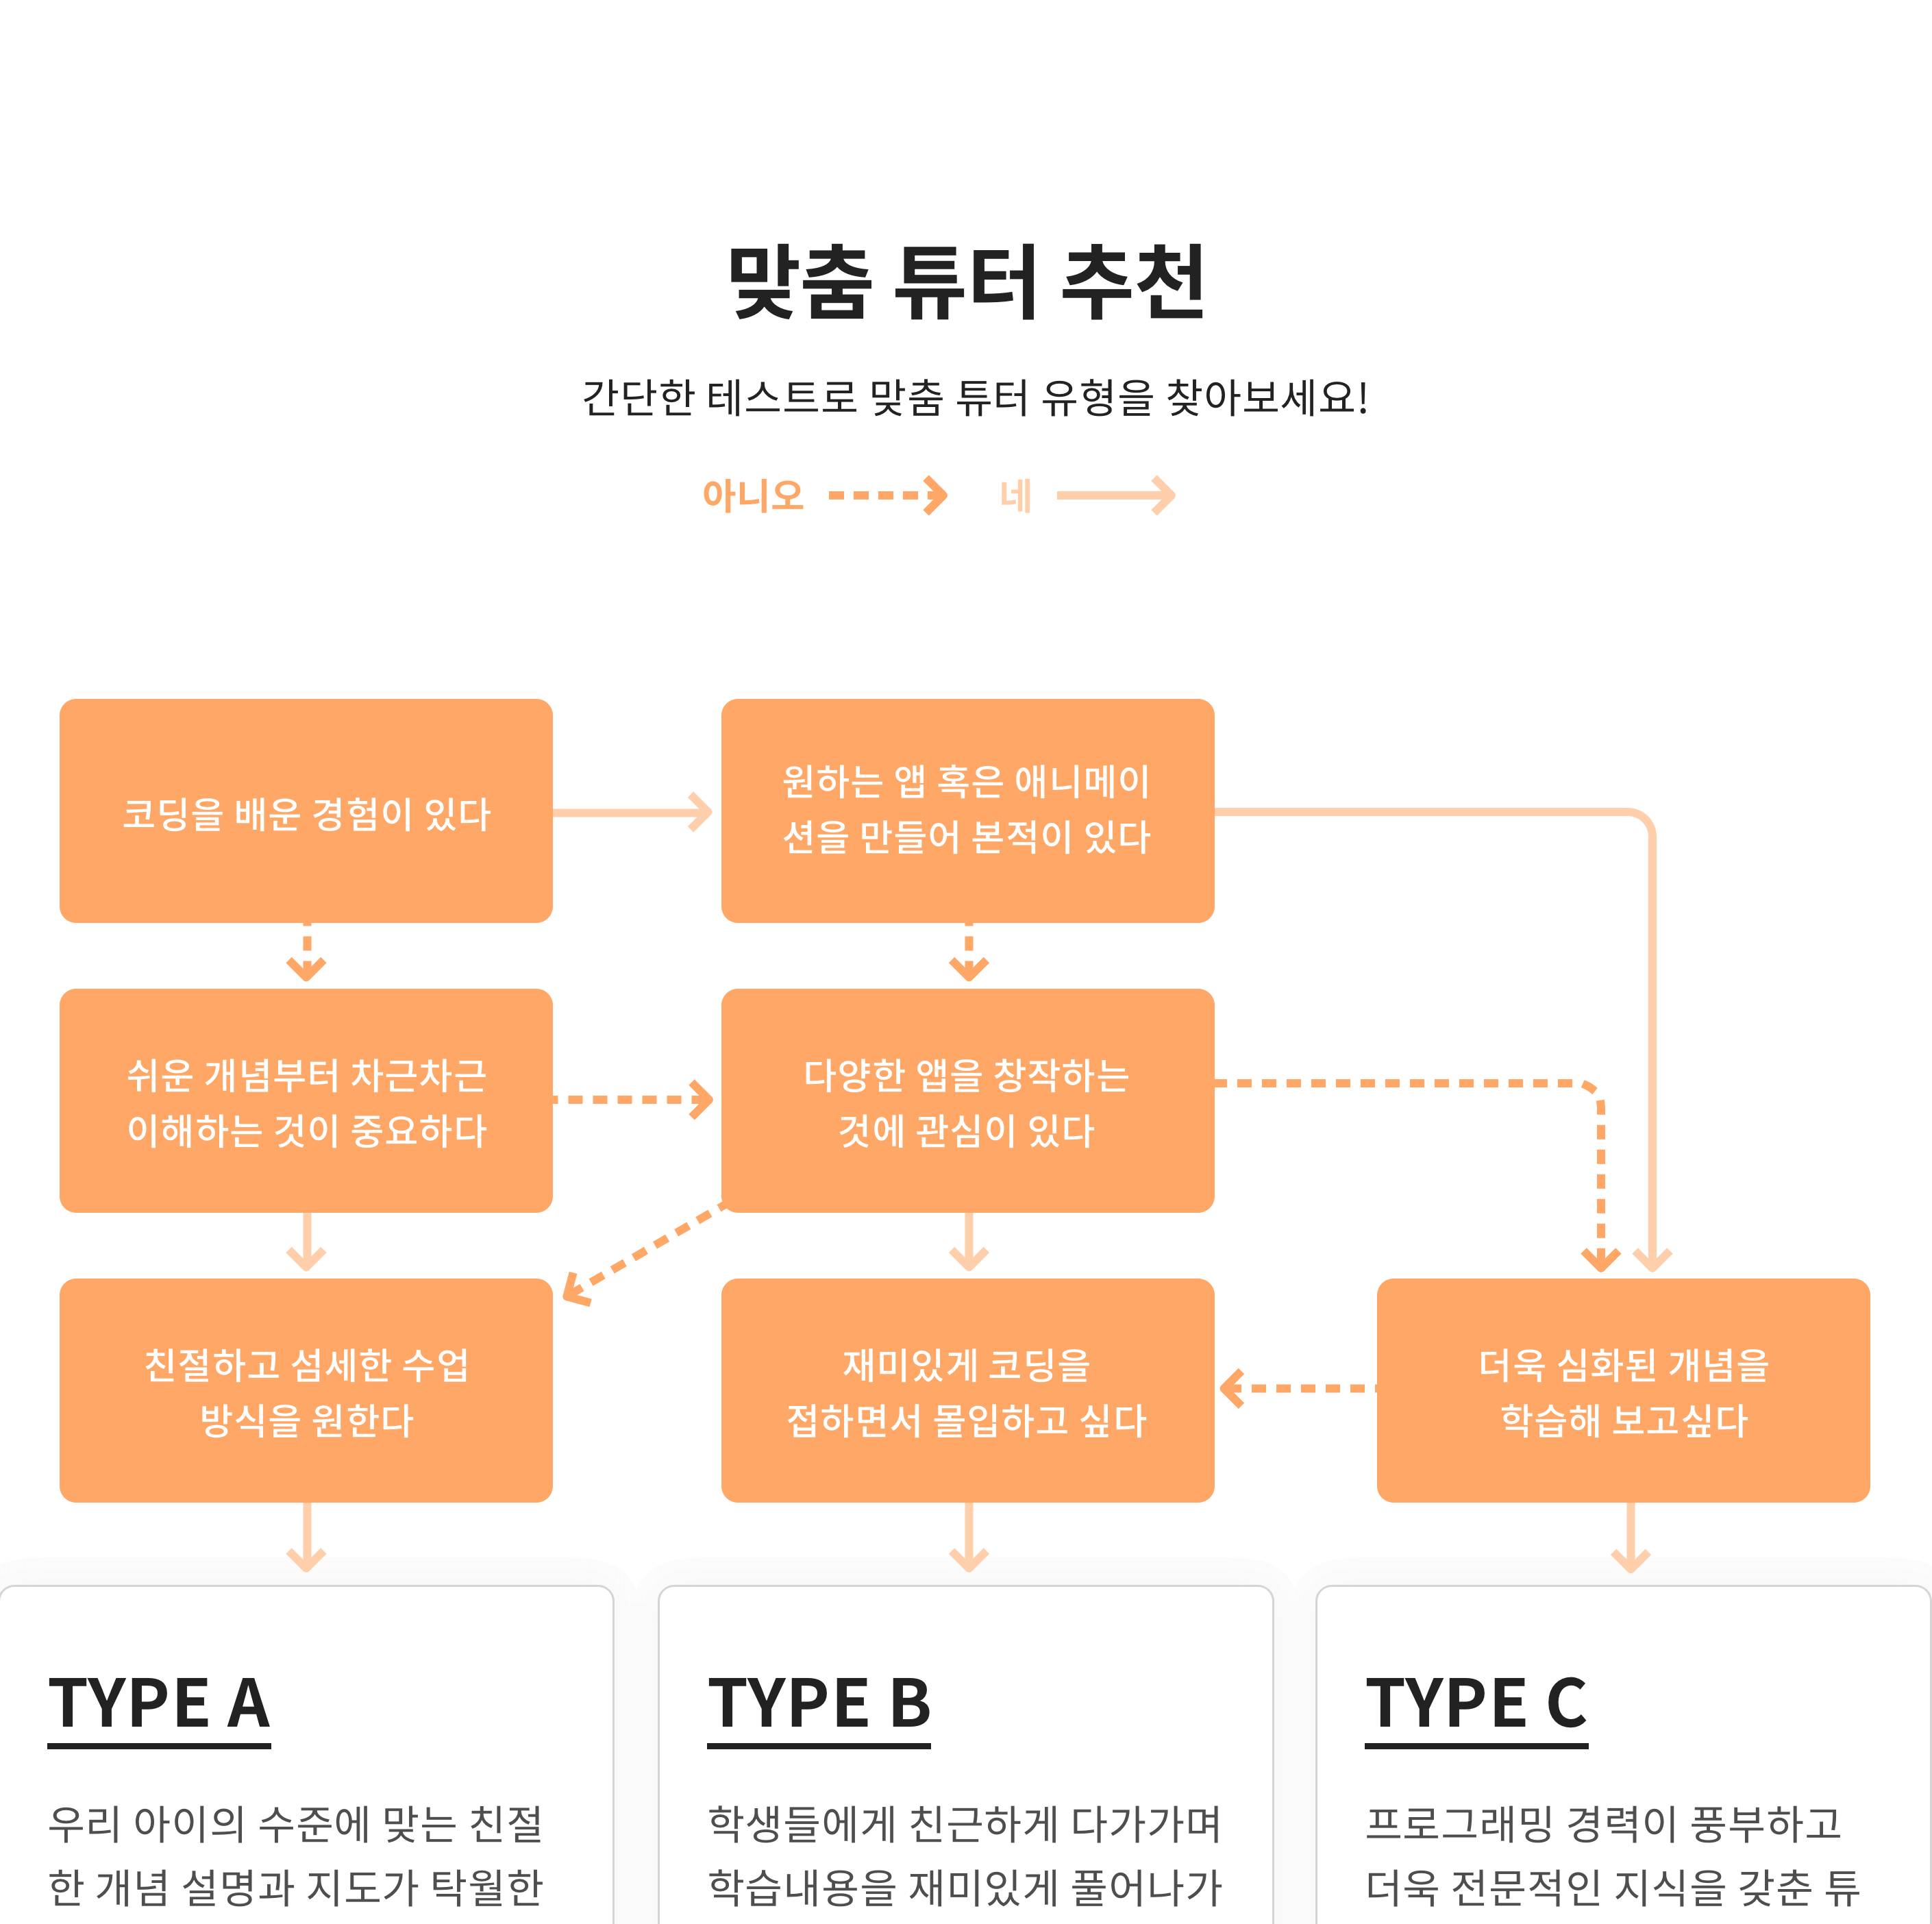 맞춤 튜터 추천
간단한 테스트로 맞춤 튜터 유형을 찾아보세요!
아니오 네
코딩을 배운 경험이 있다
원하는 앱 혹은 애니메이
션을 만들어 본적이 있다
쉬운 개념부터 차근차근
이해하는 것이 중요하다
다양한 앱을 창작하는
것에 관심이 있다
친절하고 섬세한 수업
방식을 원한다
재미있게 코딩을
접하면서 몰입하고 싶다
더욱 심화된 개념을
학습해 보고싶다
TYPE A
우리 아이의 수준에 맞는 친절
한 개념 설명과 지도가 탁월한
TYPE B
학생들에게 친근하게 다가가며
학습내용을 재미있게 풀어나가
TYPE C
프로그래밍 경력이 풍부하고
더욱 전문적인 지식을 갖춘 튜